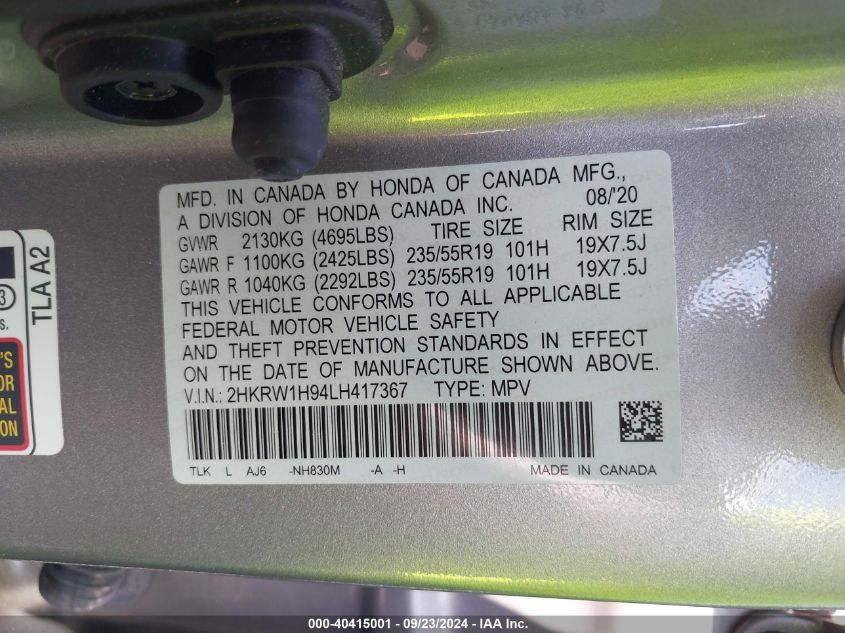 MFD. IN CANADA BY HONDA OF CANADA MFG.,
A DIVISION OF HONDA CANADA INC. 08/'20
GVWR 2130KG (4695LBS) TIRE SIZE RIM SIZE
GAWR F 1100KG (2425LBS) 235/55R19 101H 19X7.5J
GAWR R 1040KG (2292LBS) 235/55R19 101H 19X7.5J
THIS VEHICLE CONFORMS TO ALL APPLICABLE
FEDERAL MOTOR VEHICLE SAFETY
AND THEFT PREVENTION STANDARDS IN EFFECT
ON THE DATE OF MANUFACTURE SHOWN ABOVE.
V.I.N.: 2HKRW1H94LH417367 TYPE: MPV
TLK L AJ6 -NH830M -A -H MADE IN CANADA
TLA A2
3
s.
'S
OR
AL
ION
000-40415001 - 09/23/2024 - IAA Inc.